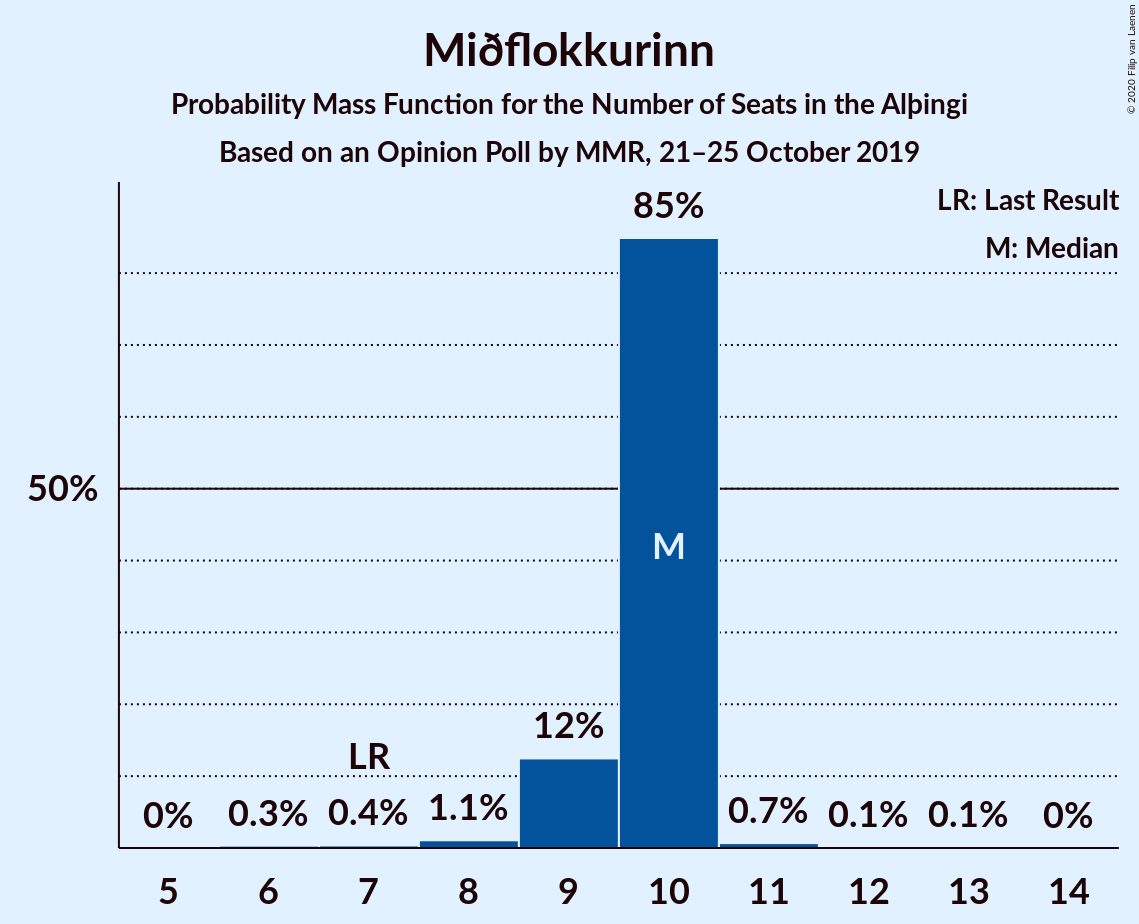 Miðflokkurinn
Probability Mass Function for the Number of Seats in the Alþingi
Based on an Opinion Poll by MMR, 21–25 October 2019
© 2020 Filip van Laenen
LR: Last Result
M: Median
85%
50%
M
12%
LR
0% 0.3% 0.4% 1.1% 0.7% 0.1% 0.1% 0%
5 6 7 8 9 10 11 12 13 14